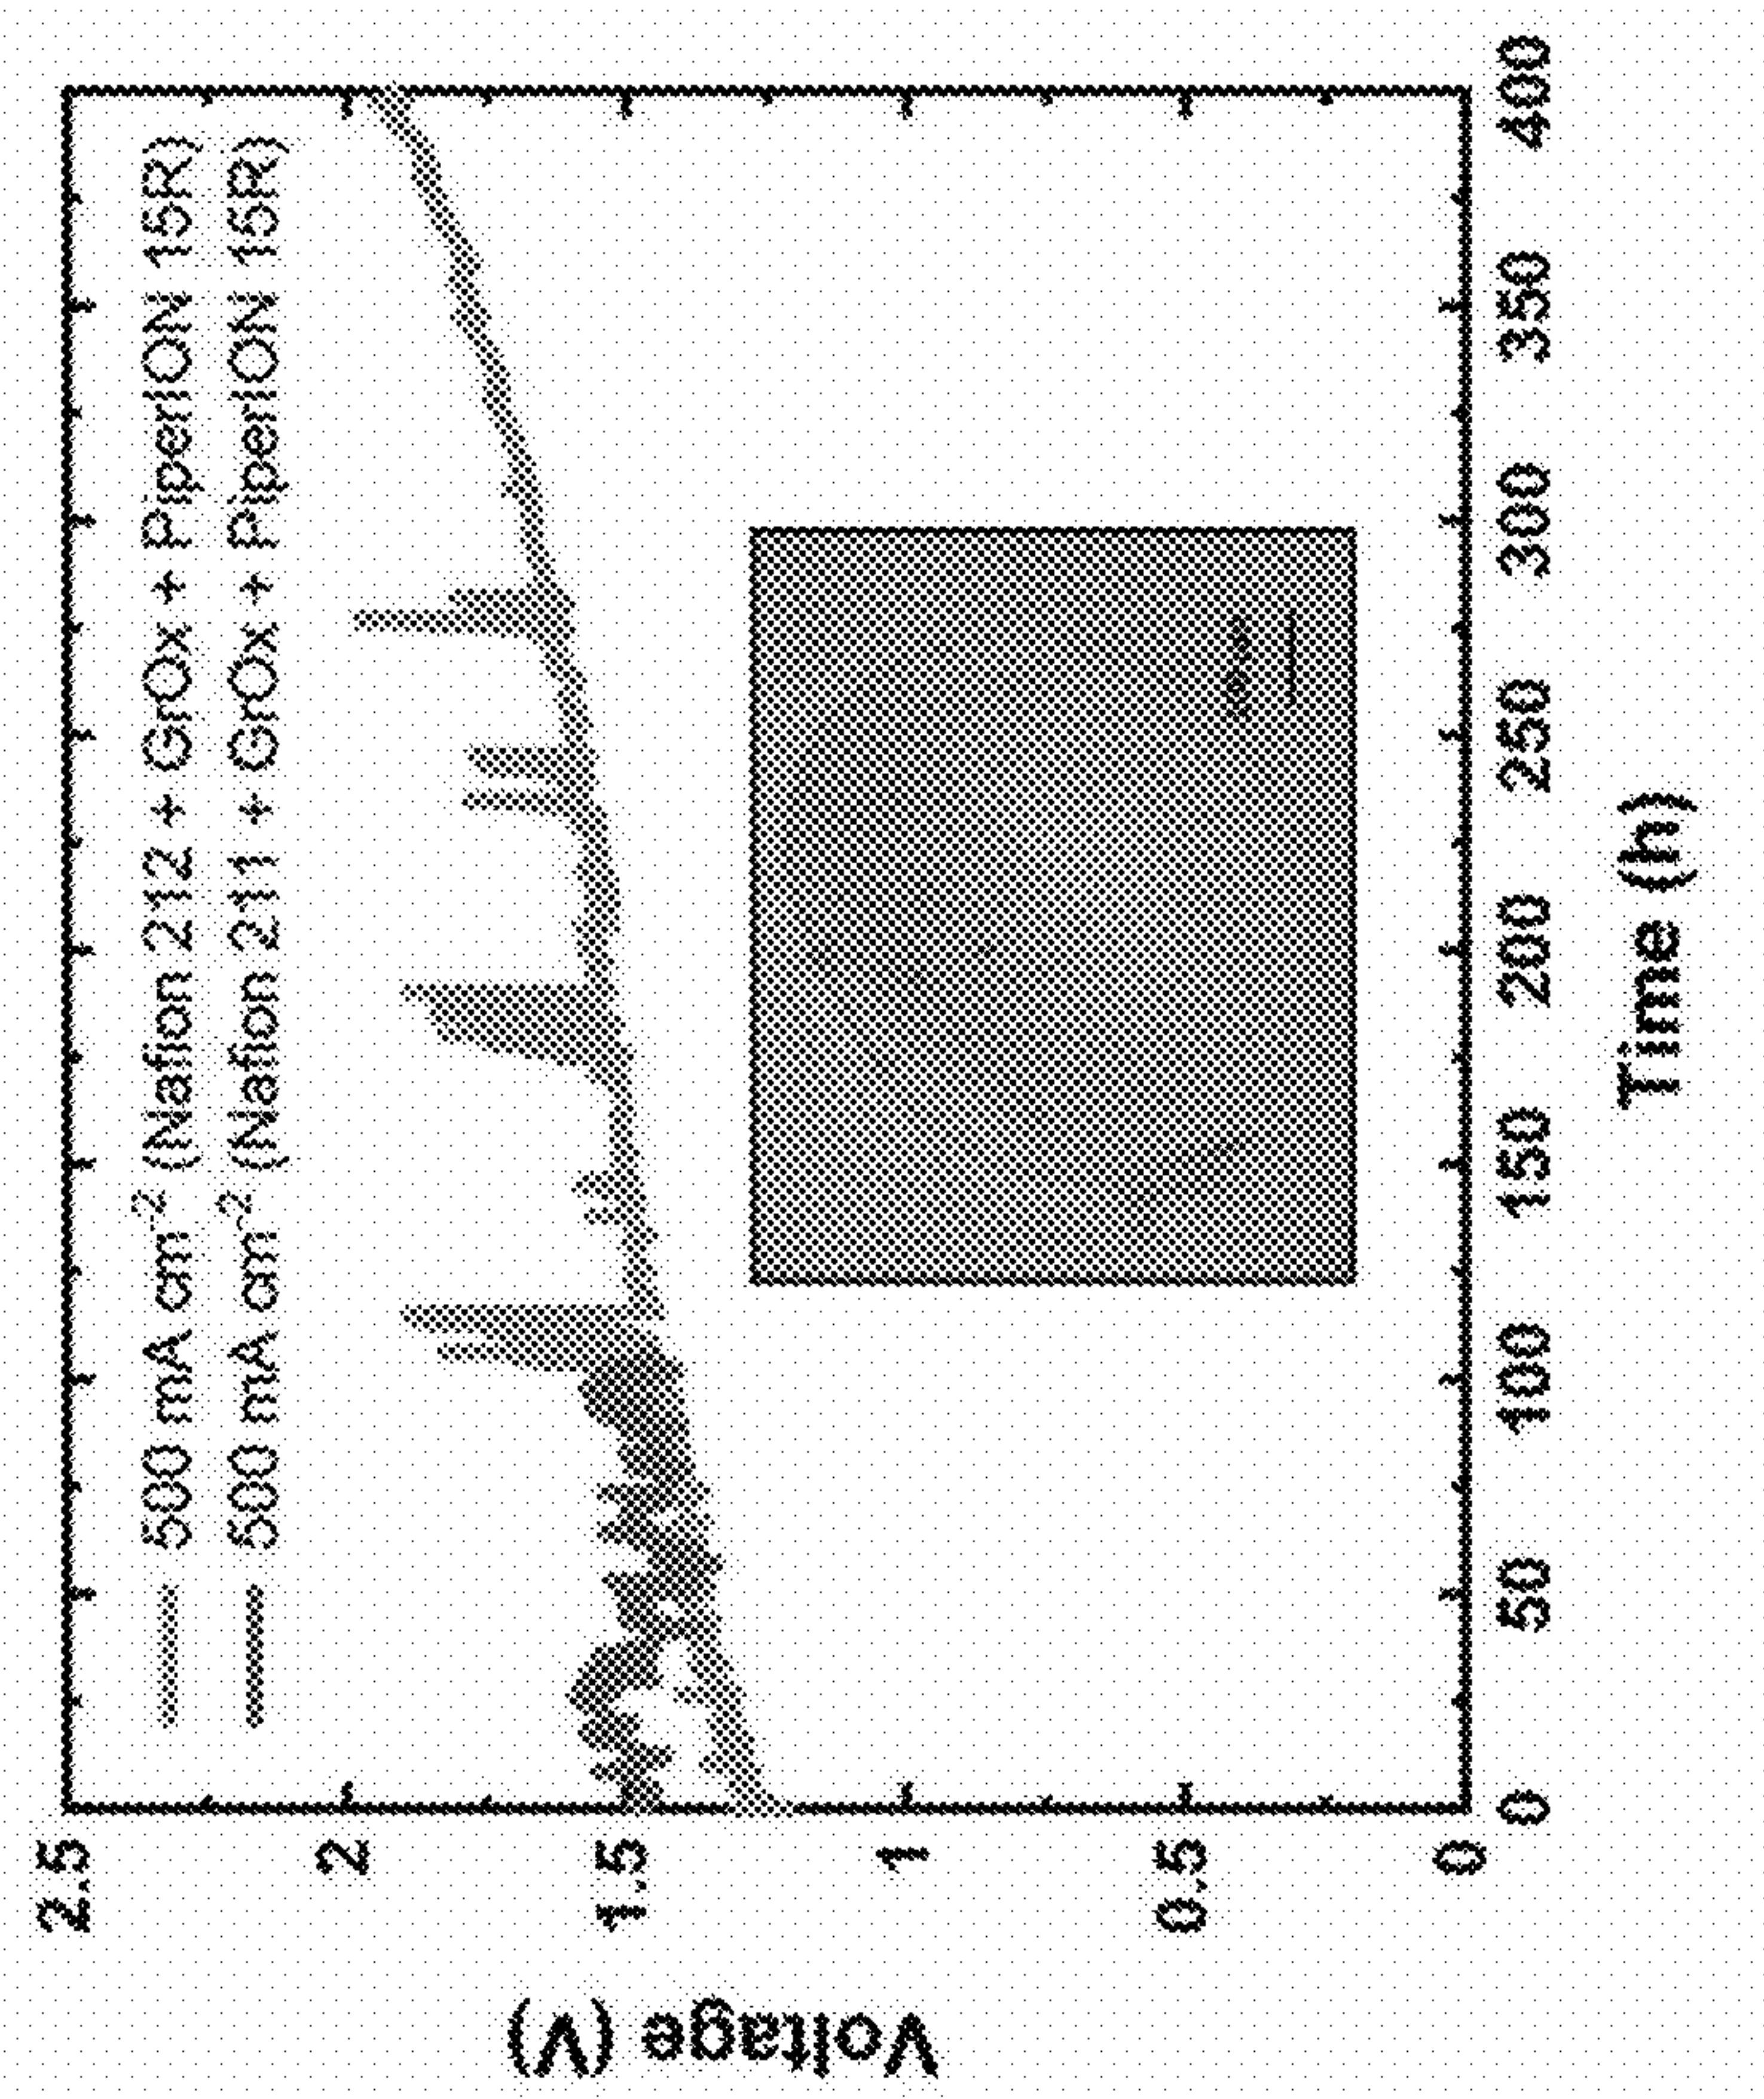 500 mA cm⁻² (Nafion 212 + GrOx + PiperION 15R)
500 mA cm⁻² (Nafion 211 + GrOx + PiperION 15R)
Voltage (V)
2.5
2
1.5
1
0.5
0
0 50 100 150 200 250 300 350 400
Time (h)